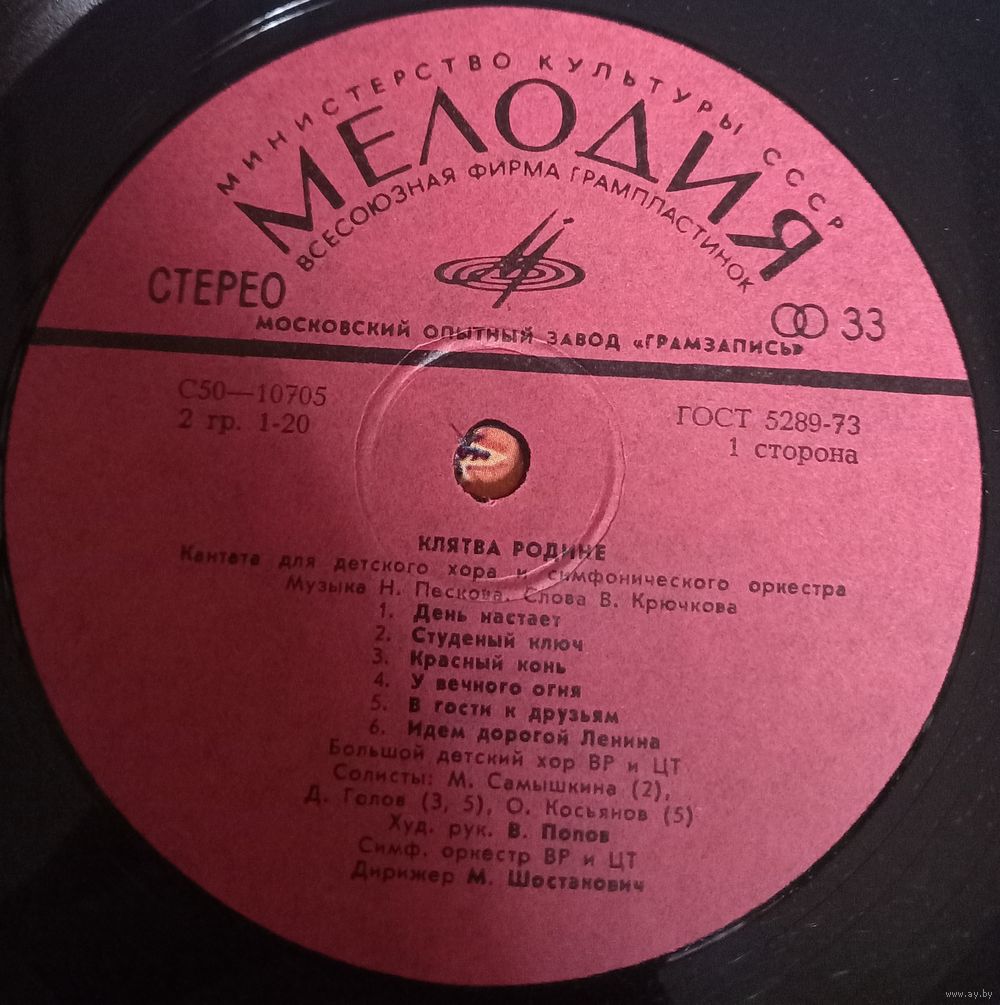 МИНИСТЕРСТВО КУЛЬТУРЫ СССР
МЕЛОДИЯ
ВСЕСОЮЗНАЯ ФИРМА ГРАМПЛАСТИНОК
СТЕРЕО
33
МОСКОВСКИЙ ОПЫТНЫЙ ЗАВОД «ГРАМЗАПИСЬ»
С50—10705
2 гр. 1-20
ГОСТ 5289-73
1 сторона
КЛЯТВА РОДИНЕ
Кантата для детского хора и симфонического оркестра
Музыка Н. Пескова. Слова В. Крючкова
1. День настает
2. Студеный ключ
3. Красный конь
4. У вечного огня
5. В гости к друзьям
6. Идем дорогой Ленина
Большой детский хор ВР и ЦТ
Солисты: М. Самышкина (2),
Д. Голов (3, 5), О. Косьянов (5)
Худ. рук. В. Попов
Симф. оркестр ВР и ЦТ
Дирижер М. Шостакович
www.ay.by